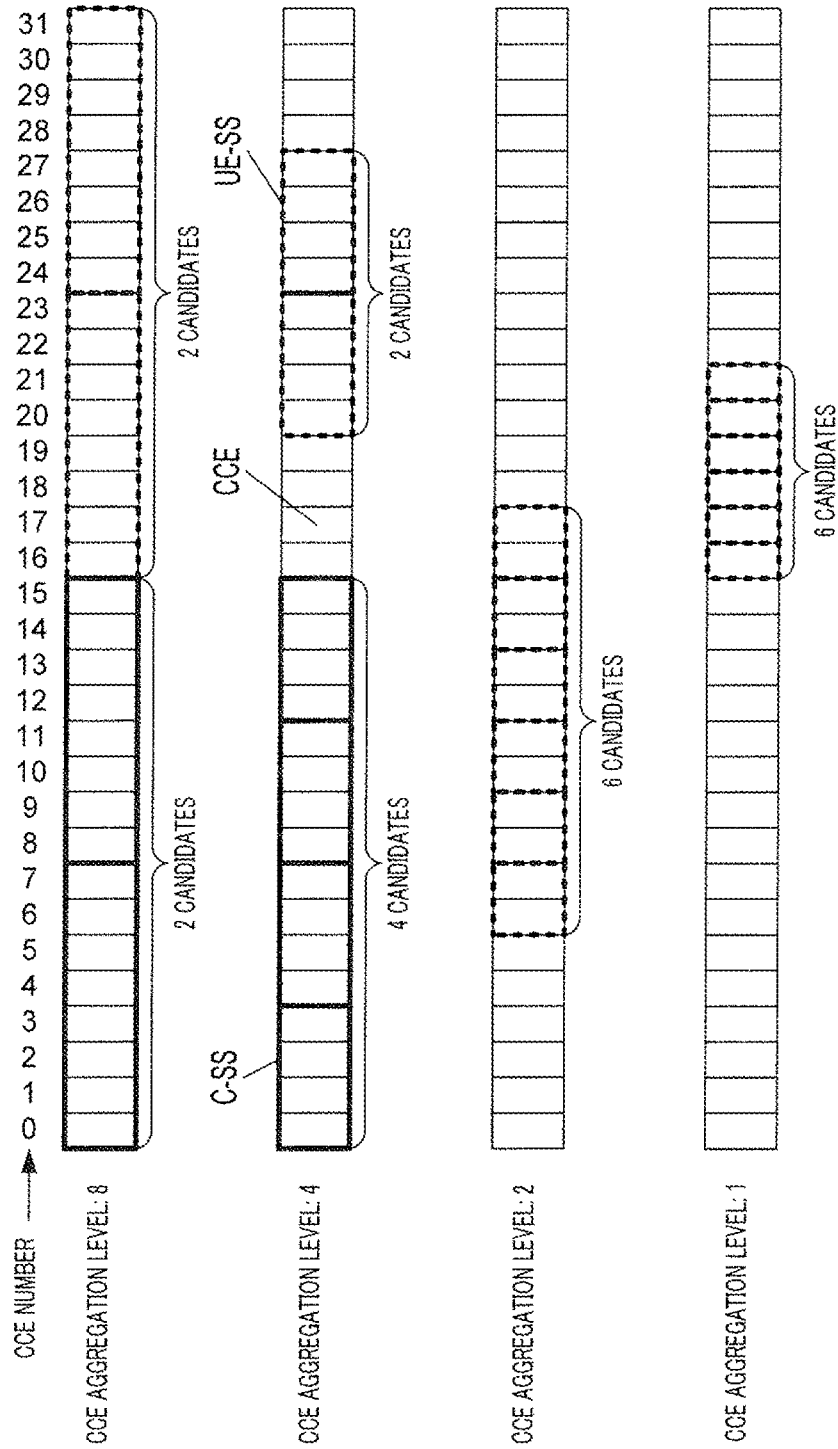 CCE NUMBER
0 1 2 3 4 5 6 7 8 9 10 11 12 13 14 15 16 17 18 19 20 21 22 23 24 25 26 27 28 29 30 31
CCE AGGREGATION LEVEL: 8
2 CANDIDATES
2 CANDIDATES
CCE AGGREGATION LEVEL: 4
C-SS
CCE
UE-SS
4 CANDIDATES
2 CANDIDATES
CCE AGGREGATION LEVEL: 2
6 CANDIDATES
CCE AGGREGATION LEVEL: 1
6 CANDIDATES